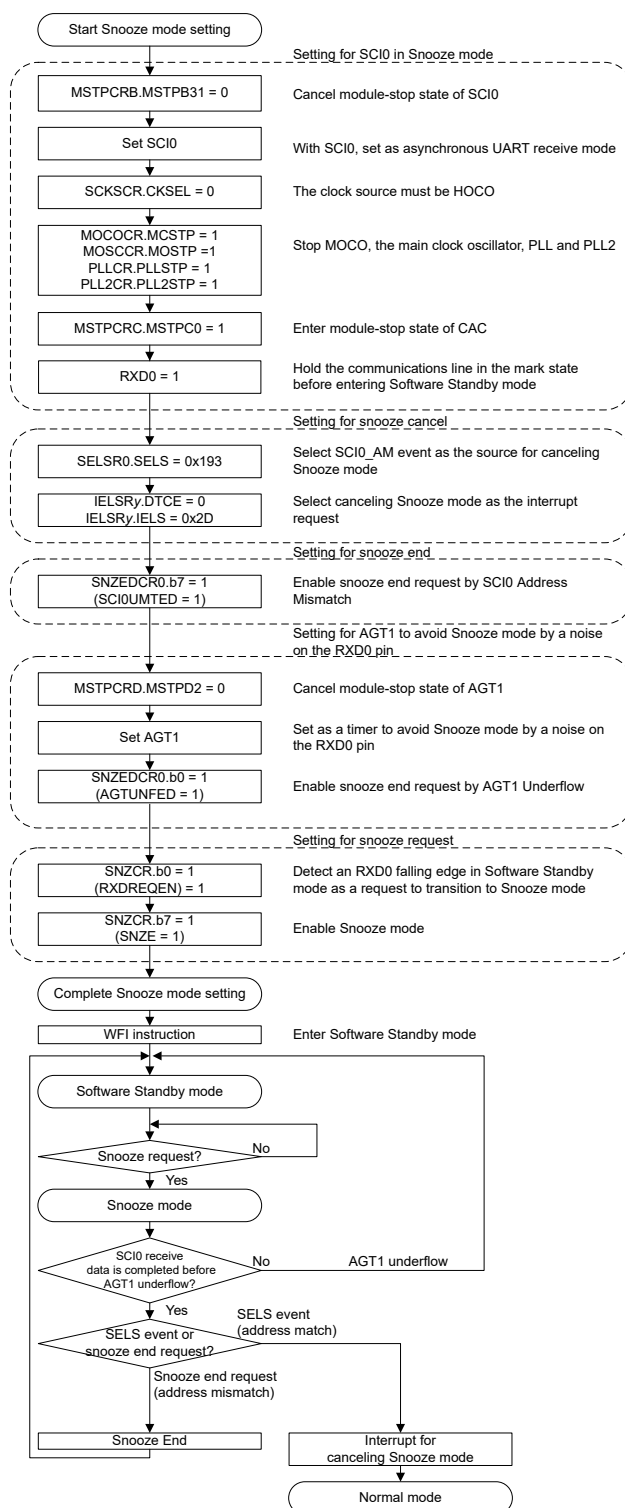 Start Snooze mode setting
Setting for SCI0 in Snooze mode
MSTPCRB.MSTPB31 = 0
Cancel module-stop state of SCI0
Set SCI0
With SCI0, set as asynchronous UART receive mode
SCKSCR.CKSEL = 0
The clock source must be HOCO
MOCOCR.MCSTP = 1
MOSCCR.MOSTP =1
PLLCR.PLLSTP = 1
PLL2CR.PLL2STP = 1
Stop MOCO, the main clock oscillator, PLL and PLL2
MSTPCRC.MSTPC0 = 1
Enter module-stop state of CAC
RXD0 = 1
Hold the communications line in the mark state
before entering Software Standby mode
Setting for snooze cancel
SELSR0.SELS = 0x193
Select SCI0_AM event as the source for canceling
Snooze mode
IELSRy.DTCE = 0
IELSRy.IELS = 0x2D
Select canceling Snooze mode as the interrupt
request
Setting for snooze end
SNZEDCR0.b7 = 1
(SCI0UMTED = 1)
Enable snooze end request by SCI0 Address
Mismatch
Setting for AGT1 to avoid Snooze mode by a noise
on the RXD0 pin
MSTPCRD.MSTPD2 = 0
Cancel module-stop state of AGT1
Set AGT1
Set as a timer to avoid Snooze mode by a noise on
the RXD0 pin
SNZEDCR0.b0 = 1
(AGTUNFED = 1)
Enable snooze end request by AGT1 Underflow
Setting for snooze request
SNZCR.b0 = 1
(RXDREQEN) = 1
Detect an RXD0 falling edge in Software Standby
mode as a request to transition to Snooze mode
SNZCR.b7 = 1
(SNZE = 1)
Enable Snooze mode
Complete Snooze mode setting
WFI instruction
Enter Software Standby mode
Software Standby mode
Snooze request?
No
Yes
Snooze mode
SCI0 receive
data is completed before
AGT1 underflow?
No
AGT1 underflow
Yes
SELS event or
snooze end request?
SELS event
(address match)
Snooze end request
(address mismatch)
Snooze End
Interrupt for
canceling Snooze mode
Normal mode